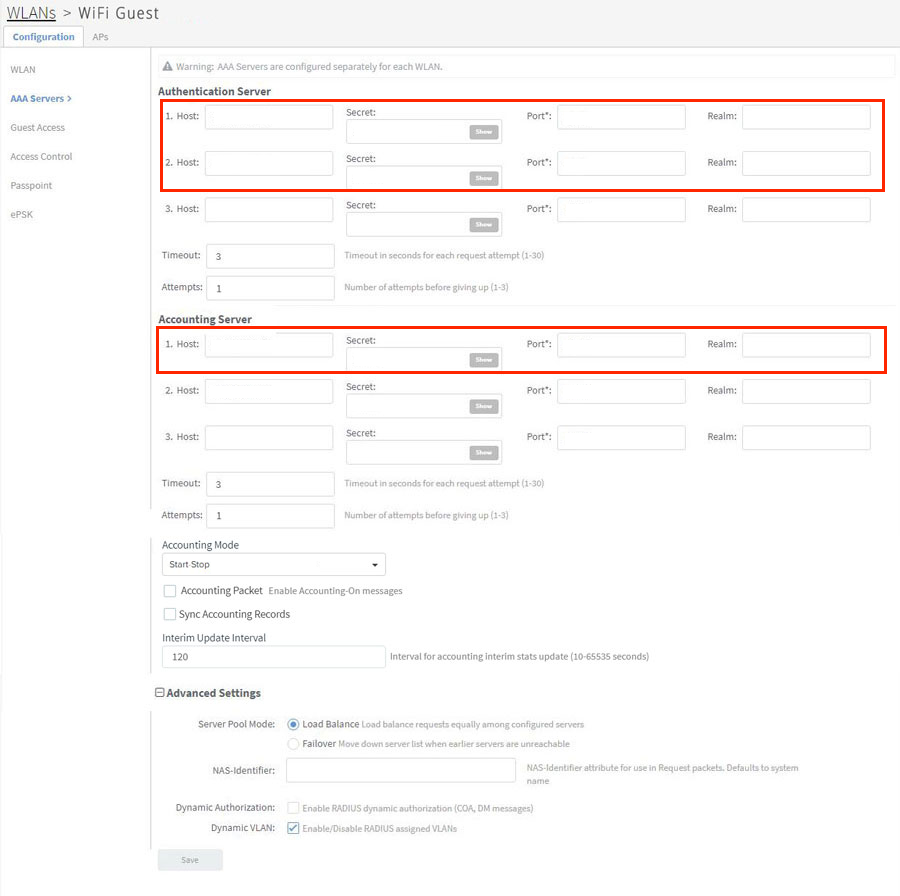 WLANs > WiFi Guest
Configuration APs
WLAN
AAA Servers >
Guest Access
Access Control
Passpoint
ePSK
Warning: AAA Servers are configured separately for each WLAN.
Authentication Server
1. Host: Secret: Show Port*: Realm:
2. Host: Secret: Show Port*: Realm:
3. Host: Secret: Show Port*: Realm:
Timeout: 3 Timeout in seconds for each request attempt (1-30)
Attempts: 1 Number of attempts before giving up (1-3)
Accounting Server
1. Host: Secret: Show Port*: Realm:
2. Host: Secret: Show Port*: Realm:
3. Host: Secret: Show Port*: Realm:
Timeout: 3 Timeout in seconds for each request attempt (1-30)
Attempts: 1 Number of attempts before giving up (1-3)
Accounting Mode
Start-Stop
Accounting Packet Enable Accounting-On messages
Sync Accounting Records
Interim Update Interval
120 Interval for accounting interim stats update (10-65535 seconds)
Advanced Settings
Server Pool Mode: Load Balance Load balance requests equally among configured servers
Failover Move down server list when earlier servers are unreachable
NAS-Identifier: NAS-Identifier attribute for use in Request packets. Defaults to system
name
Dynamic Authorization: Enable RADIUS dynamic authorization (COA, DM messages)
Dynamic VLAN: Enable/Disable RADIUS assigned VLANs
Save